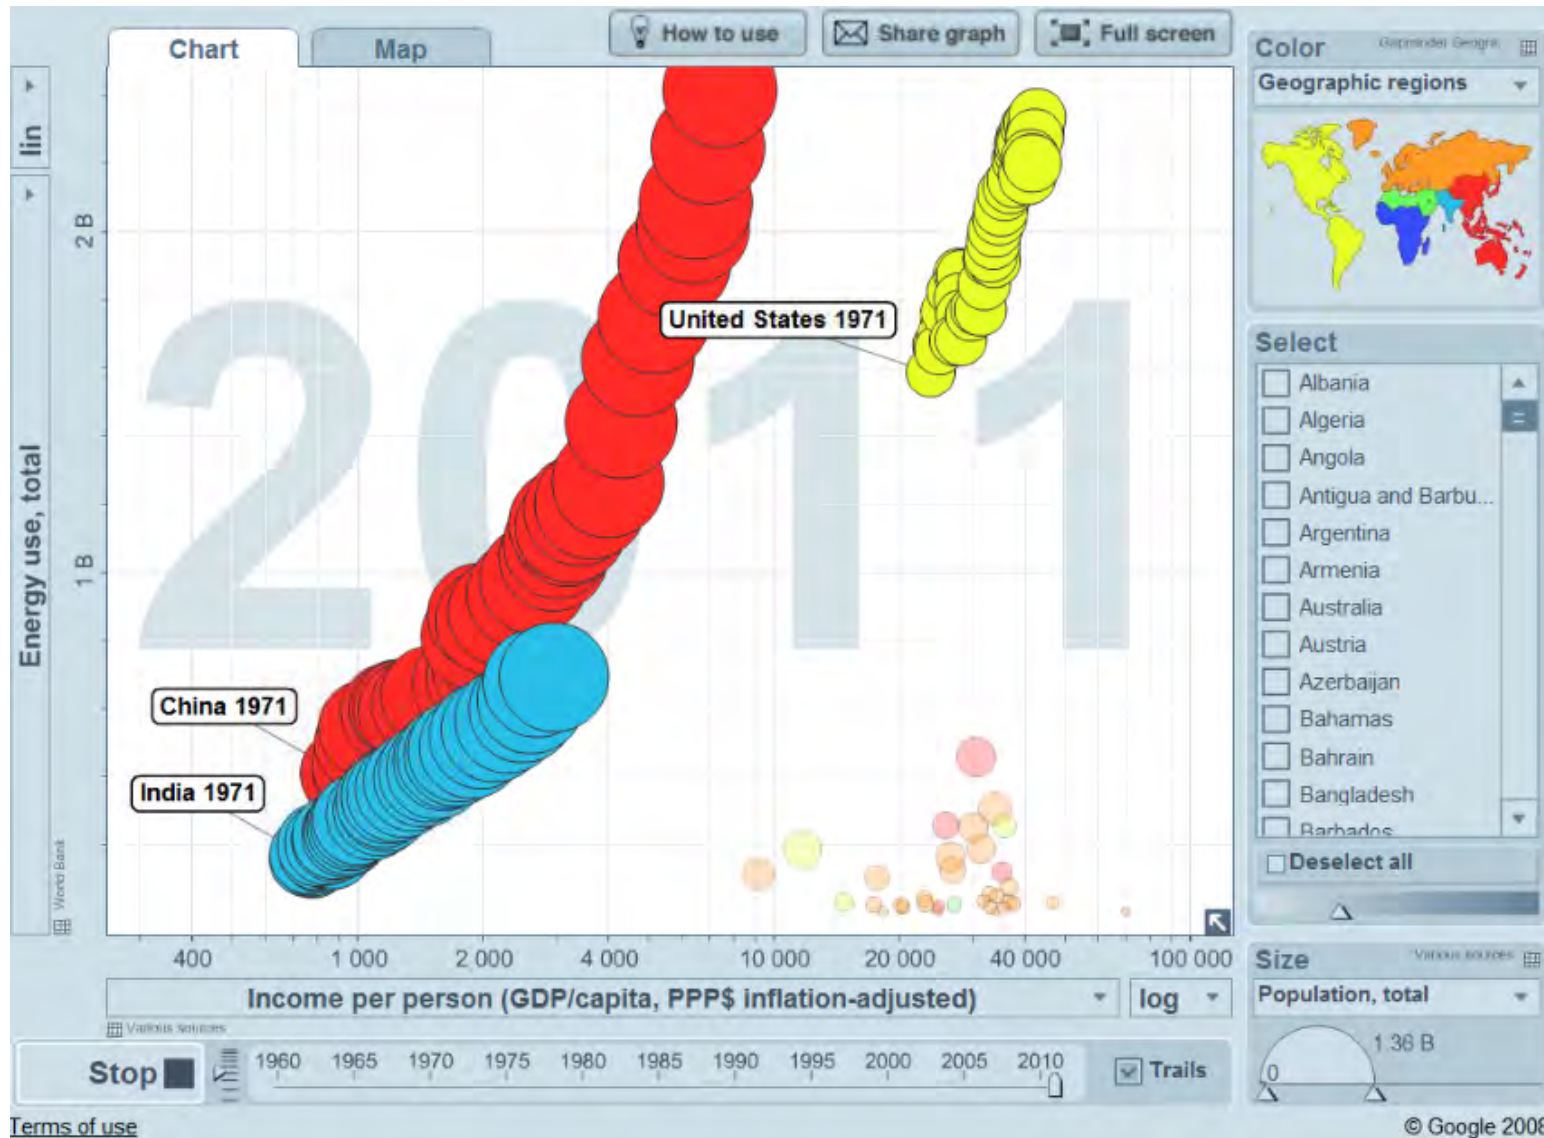 Chart
Map
How to use
Share graph
Full screen
Color
Geographic regions
lin
Energy use, total
World Bank
2B
1B
2011
United States 1971
China 1971
India 1971
Select
Albania
Algeria
Angola
Antigua and Barbu...
Argentina
Armenia
Australia
Austria
Azerbaijan
Bahamas
Bahrain
Bangladesh
Barbados
Deselect all
400
1 000
2 000
4 000
10 000
20 000
40 000
100 000
Income per person (GDP/capita, PPP$ inflation-adjusted)
log
Various sources
Size
Various sources
Population, total
1.36 B
0
Stop
1960 1965 1970 1975 1980 1985 1990 1995 2000 2005 2010
Trails
Terms of use
© Google 2008